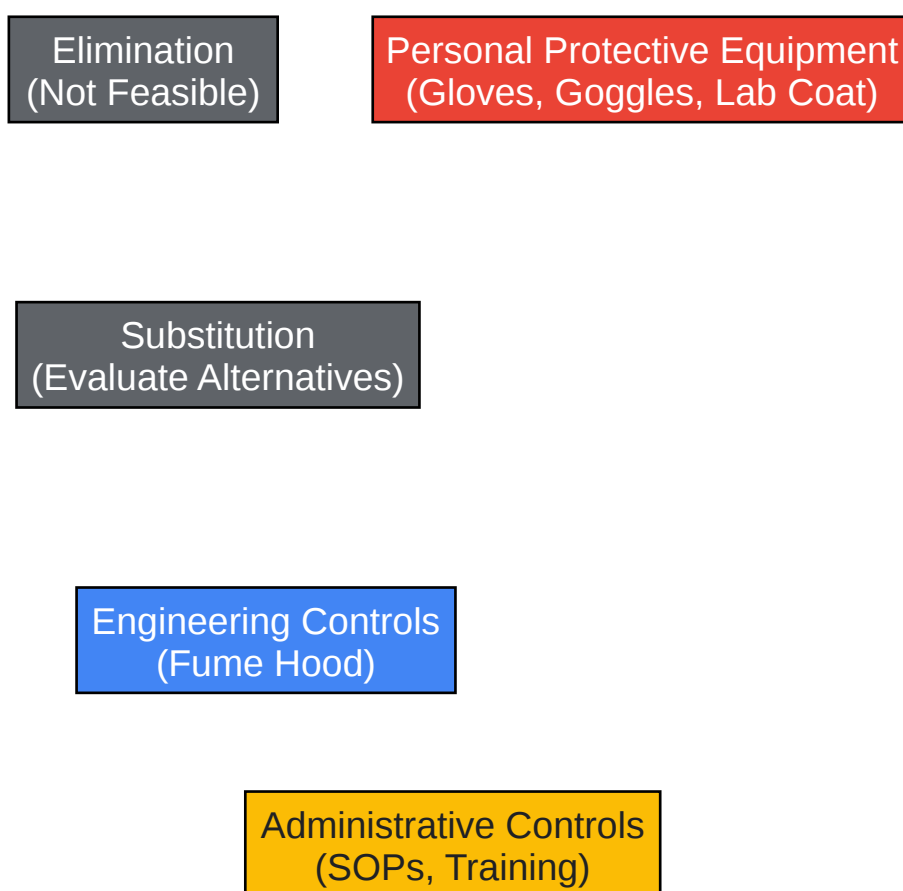 Elimination
(Not Feasible)
Personal Protective Equipment
(Gloves, Goggles, Lab Coat)
Substitution
(Evaluate Alternatives)
Engineering Controls
(Fume Hood)
Administrative Controls
(SOPs, Training)